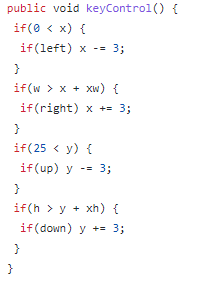 public void keyControl() {
if(0 < x) {
if(left) x -= 3;
}
if(w > x + xw) {
if(right) x += 3;
}
if(25 < y) {
if(up) y -= 3;
}
if(h > y + xh) {
if(down) y += 3;
}
}